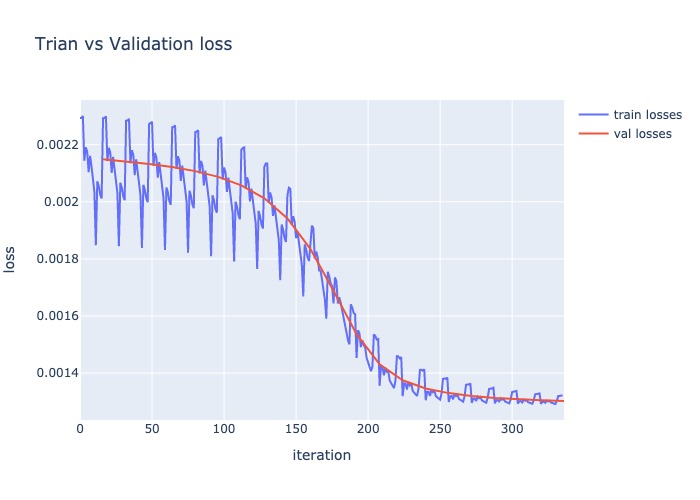 Trian vs Validation loss
train losses
val losses
0.0022
0.002
0.0018
0.0016
0.0014
loss
0 50 100 150 200 250 300
iteration